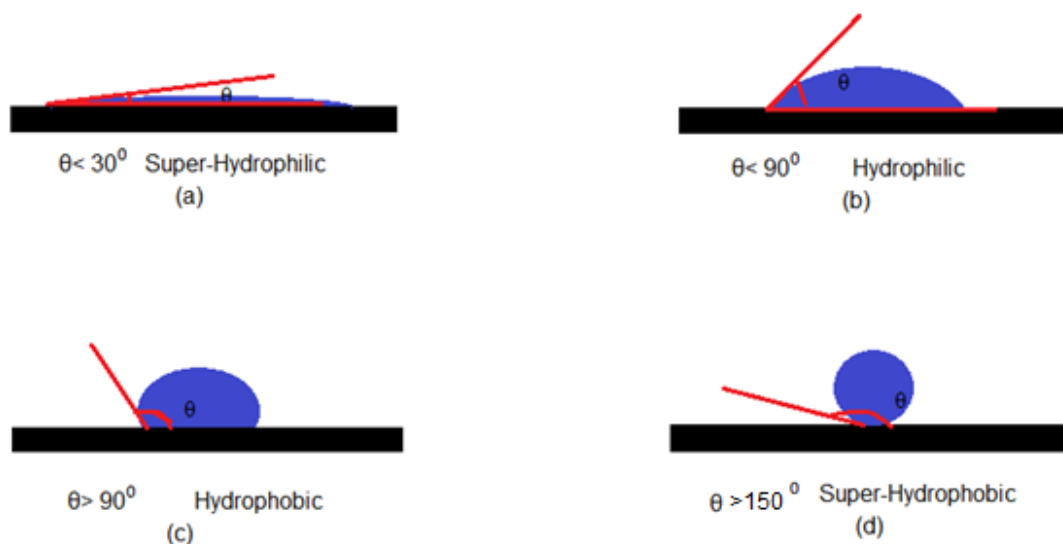 θ
θ
θ< 30⁰ Super-Hydrophilic
(a)
θ< 90⁰ Hydrophilic
(b)
θ
θ
θ> 90⁰ Hydrophobic
(c)
θ >150 ⁰ Super-Hydrophobic
(d)